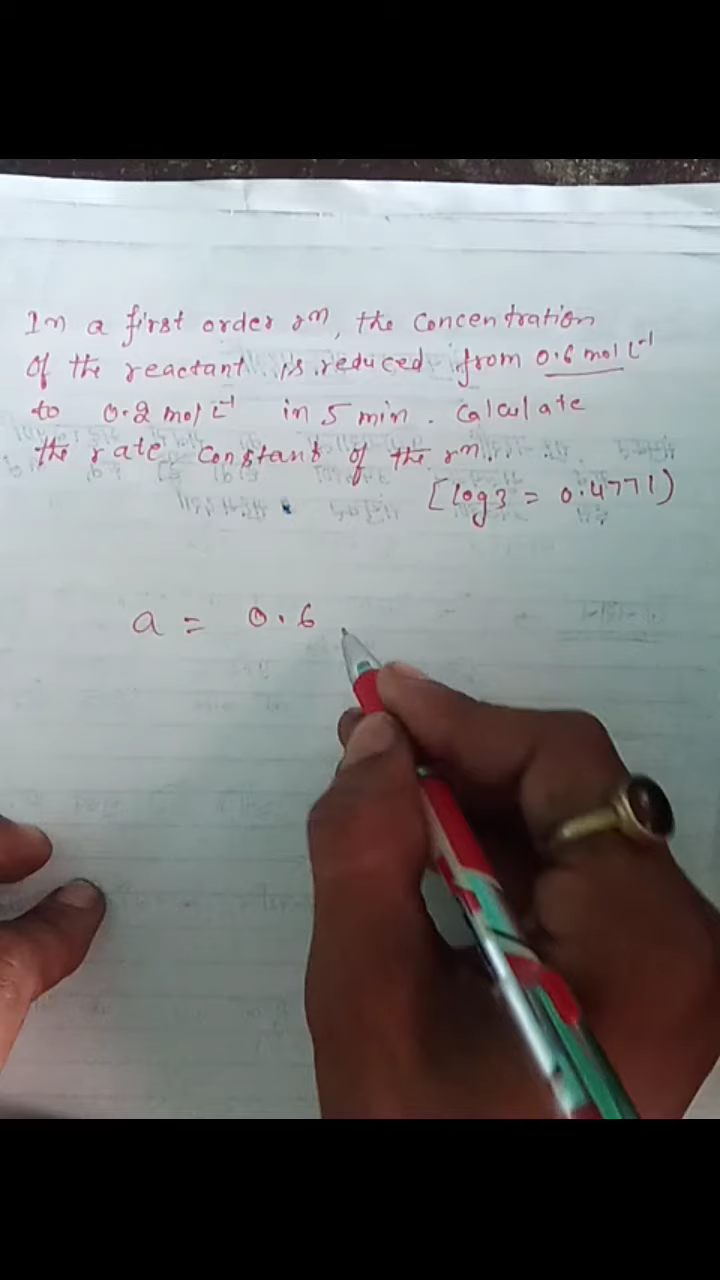 In a first order rn, the concentration
of the reactant is reduced from 0.6 mol L-1
to 0.2 mol L-1 in 5 min. Calculate
the rate constant of the rn.
[log3 = 0.4771)
a = 0.6